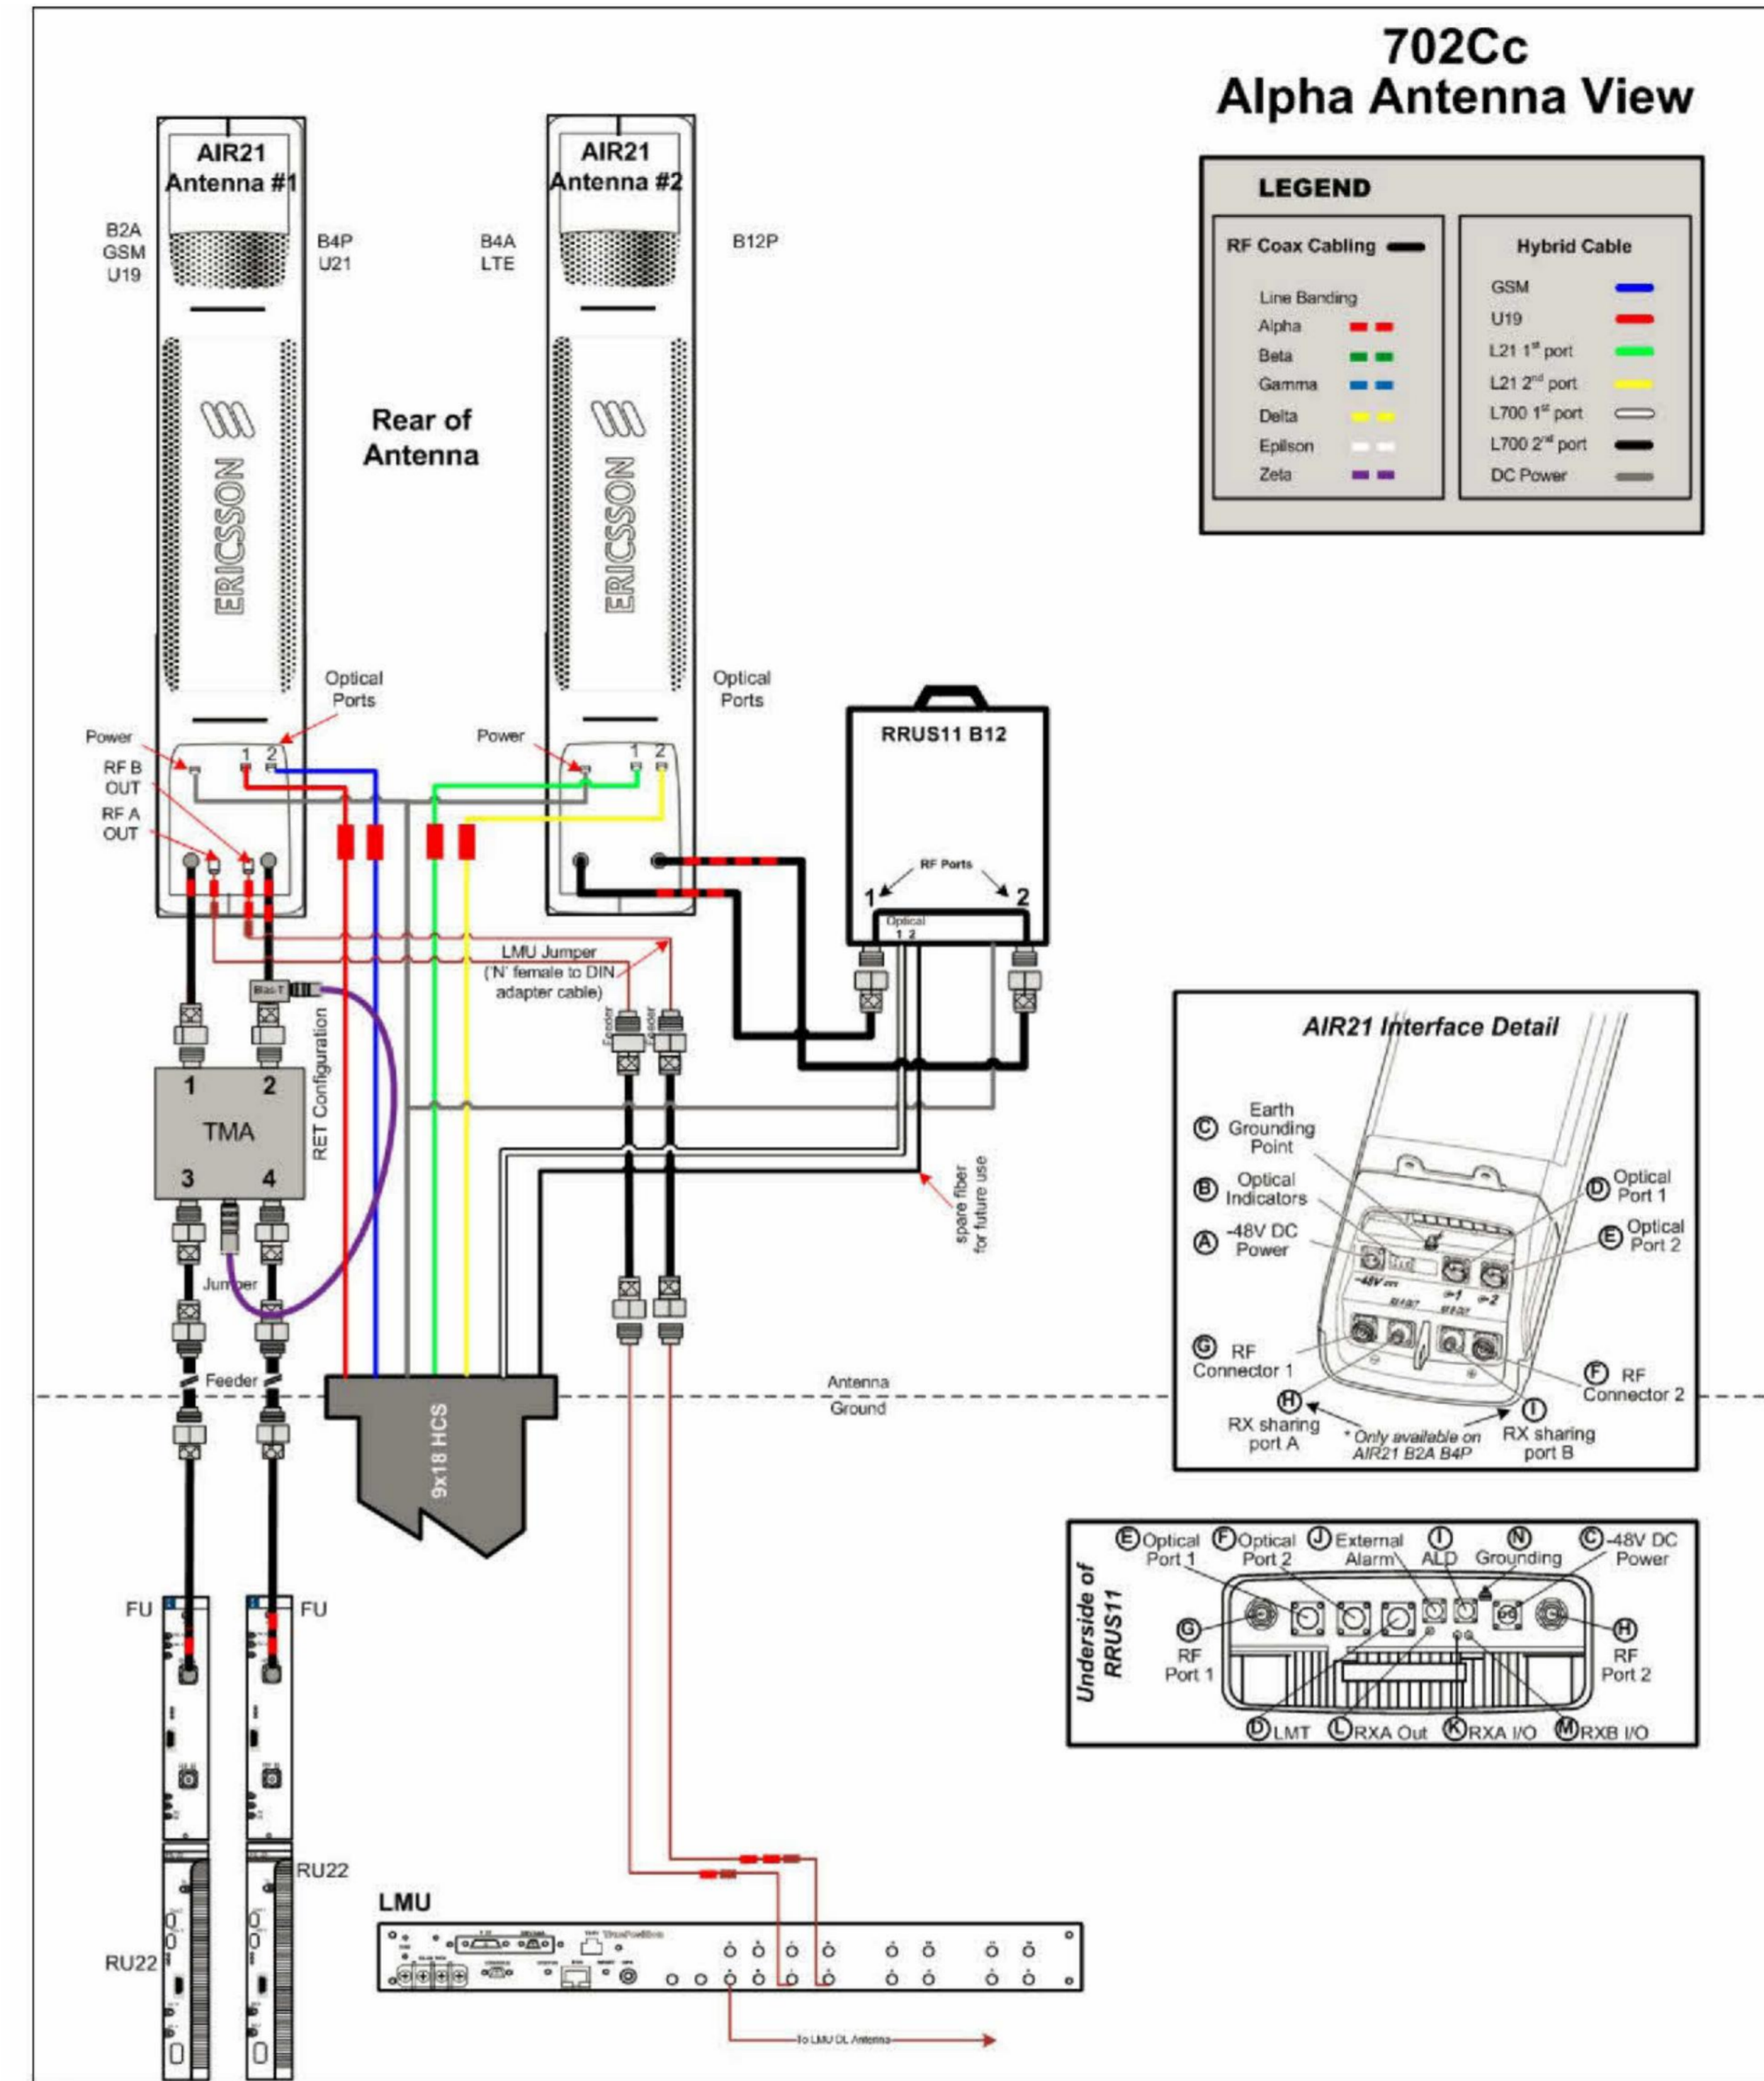 702Cc
Alpha Antenna View
LEGEND
RF Coax Cabling
Line Banding
Alpha
Beta
Gamma
Delta
Epilson
Zeta
Hybrid Cable
GSM
U19
L21 1st port
L21 2nd port
L700 1st port
L700 2nd port
DC Power
AIR21
Antenna #1
B2A
GSM
U19
B4P
U21
AIR21
Antenna #2
B4A
LTE
B12P
Rear of
Antenna
ERICSSON
ERICSSON
Optical
Ports
Power
1 2
RF B
OUT
RF A
OUT
Optical
Ports
Power
1 2
RRUS11 B12
RF Ports
1
2
Optical
1 2
LMU Jumper
('N' female to DIN
adapter cable)
Feeder
Feeder
Bias-T
RET Configuration
1
2
TMA
3
4
Jumper
Feeder
spare fiber
for future use
Antenna
Ground
9x18 HCS
FU
FU
RU22
RU22
LMU
TruePosition
To LMU DL Antenna
AIR21 Interface Detail
C Earth
Grounding
Point
B Optical
Indicators
A -48V DC
Power
D Optical
Port 1
E Optical
Port 2
-48V
1
2
G RF
Connector 1
F RF
Connector 2
H
RX sharing
port A
* Only available on
AIR21 B2A B4P
I
RX sharing
port B
Underside of
RRUS11
E Optical
Port 1
F Optical
Port 2
J External
Alarm
I
ALD
N
Grounding
C -48V DC
Power
G
RF
Port 1
H
RF
Port 2
D LMT
L RXA Out
K RXA I/O
M RXB I/O